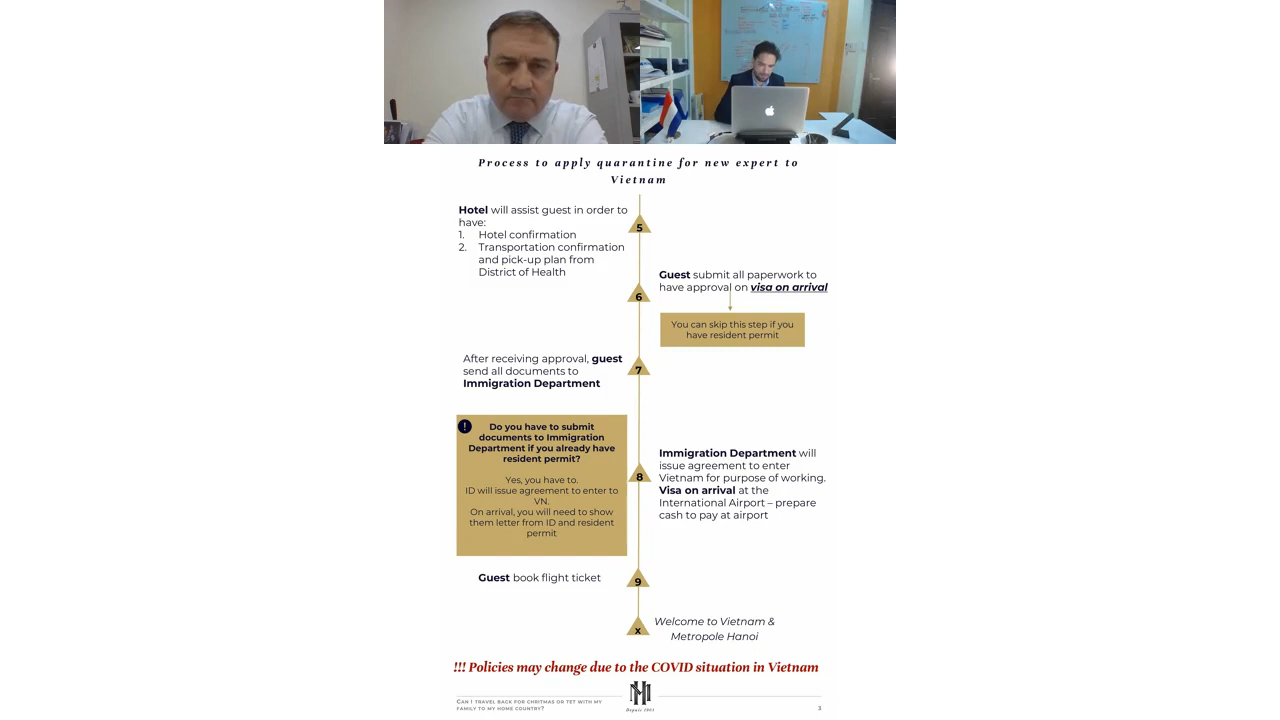 Process to apply quarantine for new expert to
Vietnam
Hotel will assist guest in order to
have:
1. Hotel confirmation
2. Transportation confirmation
and pick-up plan from
District of Health
5
Guest submit all paperwork to
have approval on visa on arrival
6
You can skip this step if you
have resident permit
After receiving approval, guest
send all documents to
Immigration Department
7
!
Do you have to submit
documents to Immigration
Department if you already have
resident permit?
Yes, you have to.
ID will issue agreement to enter to
VN.
On arrival, you will need to show
them letter from ID and resident
permit
8
Immigration Department will
issue agreement to enter
Vietnam for purpose of working.
Visa on arrival at the
International Airport – prepare
cash to pay at airport
Guest book flight ticket
9
x
Welcome to Vietnam &
Metropole Hanoi
!!! Policies may change due to the COVID situation in Vietnam
CAN I TRAVEL BACK FOR CHRITMAS OR TET WITH MY
FAMILY TO MY HOME COUNTRY?
Depuis 1901
3